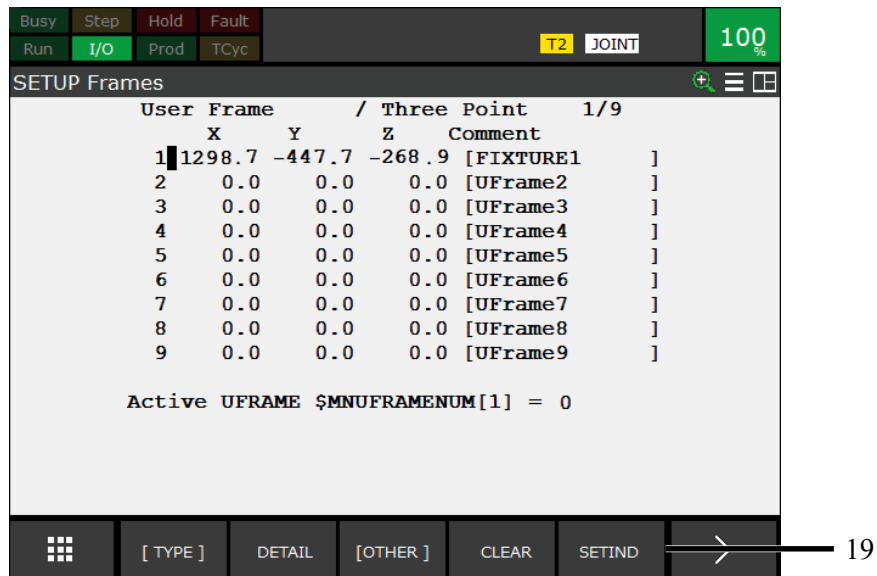 Busy Step Hold Fault
Run I/O Prod TCyc T2 JOINT 100%
SETUP Frames
User Frame / Three Point 1/9
X Y Z Comment
1 1298.7 -447.7 -268.9 [FIXTURE1 ]
2 0.0 0.0 0.0 [UFrame2 ]
3 0.0 0.0 0.0 [UFrame3 ]
4 0.0 0.0 0.0 [UFrame4 ]
5 0.0 0.0 0.0 [UFrame5 ]
6 0.0 0.0 0.0 [UFrame6 ]
7 0.0 0.0 0.0 [UFrame7 ]
8 0.0 0.0 0.0 [UFrame8 ]
9 0.0 0.0 0.0 [UFrame9 ]
Active UFRAME $MNUFRAMENUM[1] = 0
[ TYPE ] DETAIL [OTHER ] CLEAR SETIND 19